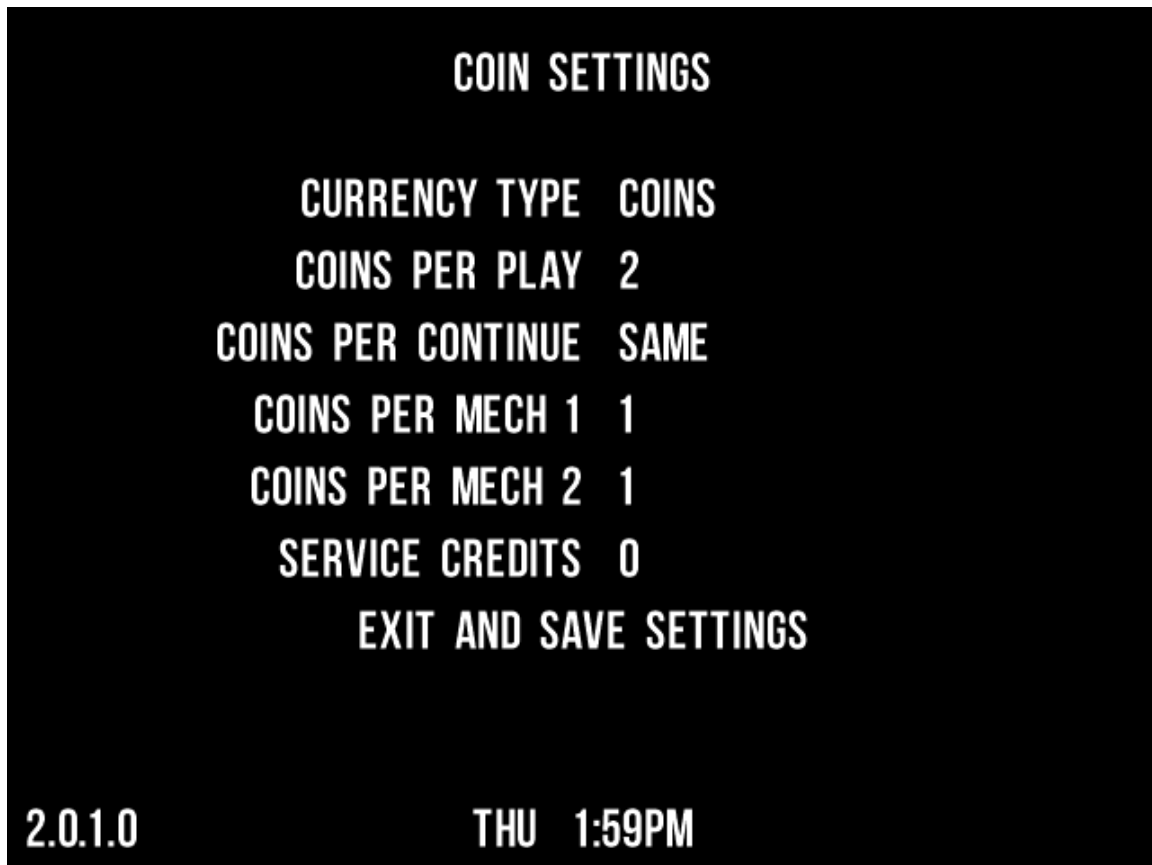 COIN SETTINGS
CURRENCY TYPE COINS
COINS PER PLAY 2
COINS PER CONTINUE SAME
COINS PER MECH 1 1
COINS PER MECH 2 1
SERVICE CREDITS 0
EXIT AND SAVE SETTINGS
2.0.1.0 THU 1:59PM